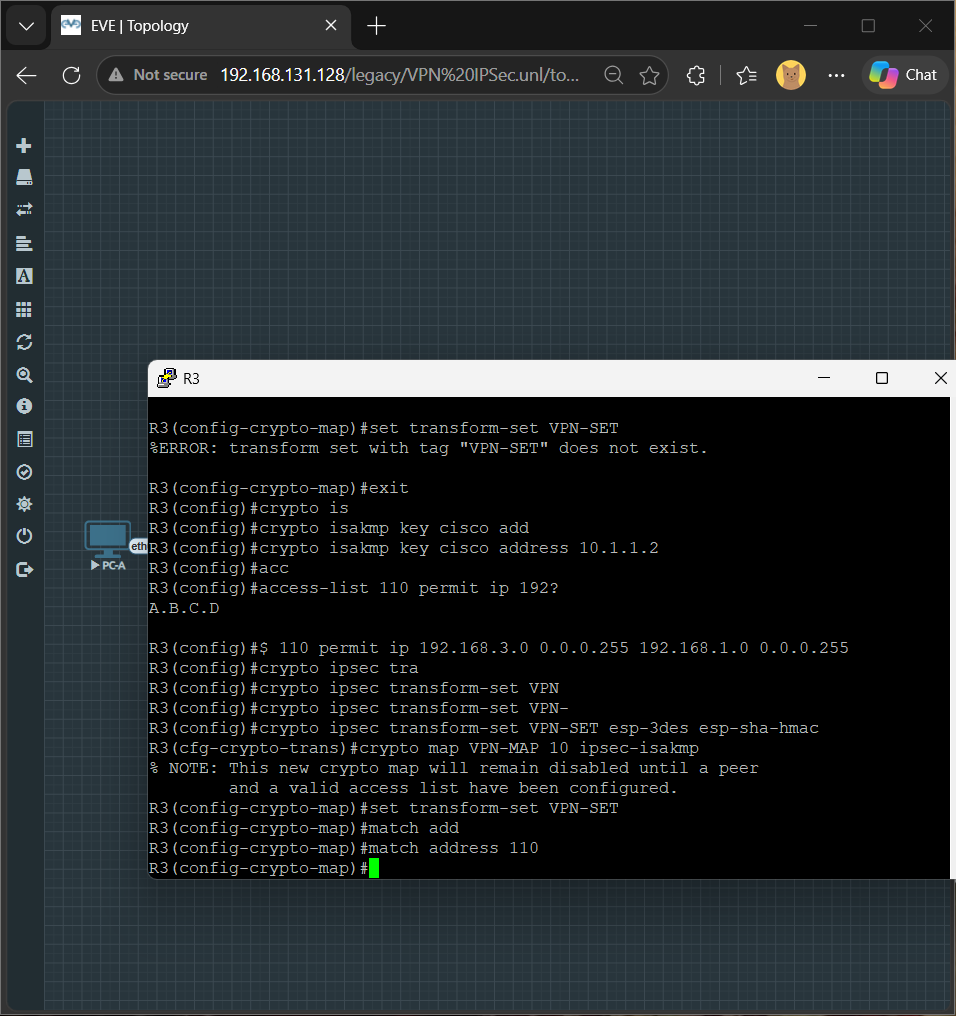 EVE | Topology
Not secure 192.168.131.128/legacy/VPN%20IPSec.unl/to...
Chat
R3
R3(config-crypto-map)#set transform-set VPN-SET
%ERROR: transform set with tag "VPN-SET" does not exist.
R3(config-crypto-map)#exit
R3(config)#crypto is
R3(config)#crypto isakmp key cisco add
R3(config)#crypto isakmp key cisco address 10.1.1.2
R3(config)#acc
R3(config)#access-list 110 permit ip 192?
A.B.C.D
R3(config)#$ 110 permit ip 192.168.3.0 0.0.0.255 192.168.1.0 0.0.0.255
R3(config)#crypto ipsec tra
R3(config)#crypto ipsec transform-set VPN
R3(config)#crypto ipsec transform-set VPN-
R3(config)#crypto ipsec transform-set VPN-SET esp-3des esp-sha-hmac
R3(cfg-crypto-trans)#crypto map VPN-MAP 10 ipsec-isakmp
% NOTE: This new crypto map will remain disabled until a peer
and a valid access list have been configured.
R3(config-crypto-map)#set transform-set VPN-SET
R3(config-crypto-map)#match add
R3(config-crypto-map)#match address 110
R3(config-crypto-map)#
eth
PC-A